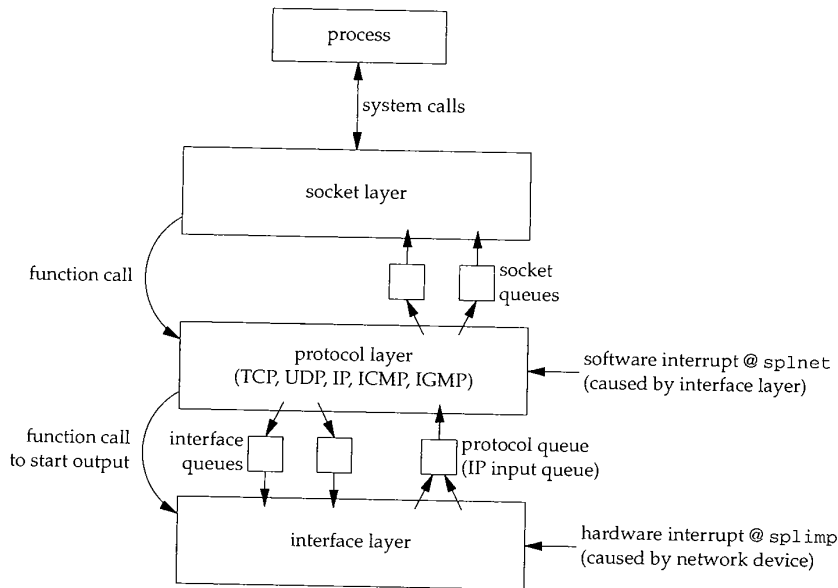 process
system calls
socket layer
function call
socket
queues
protocol layer
(TCP, UDP, IP, ICMP, IGMP)
software interrupt @ splnet
(caused by interface layer)
function call
to start output
interface
queues
protocol queue
(IP input queue)
interface layer
hardware interrupt @ splimp
(caused by network device)